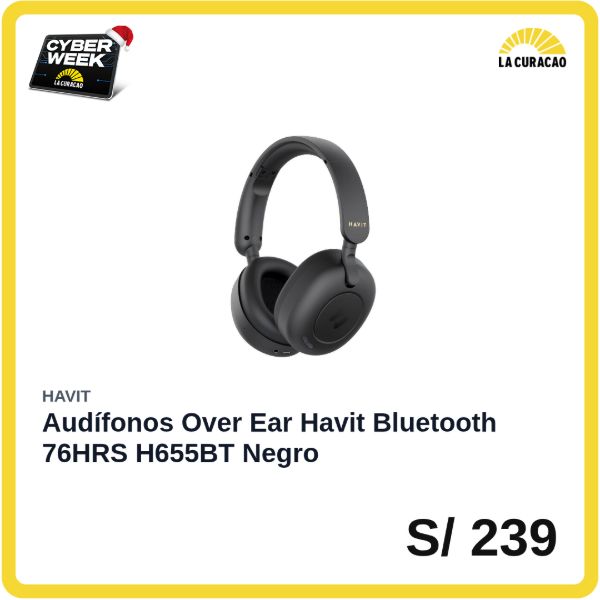 CYBER
WEEK
LA CURACAO
LA CURACAO
HAVIT
HAVIT
Audífonos Over Ear Havit Bluetooth
76HRS H655BT Negro
S/ 239